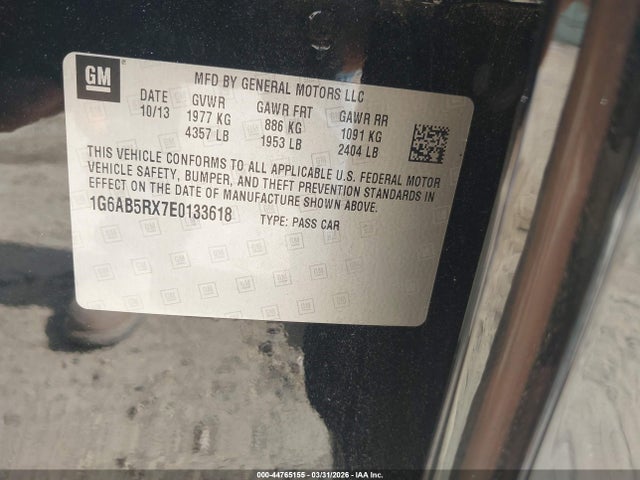 GM
MFD BY GENERAL MOTORS LLC
DATE GVWR GAWR FRT GAWR RR
10/13 1977 KG 886 KG 1091 KG
4357 LB 1953 LB 2404 LB
THIS VEHICLE CONFORMS TO ALL APPLICABLE U.S. FEDERAL MOTOR
VEHICLE SAFETY, BUMPER, AND THEFT PREVENTION STANDARDS IN
EFFECT ON THE DATE OF MANUFACTURE SHOWN ABOVE.
1G6AB5RX7E0133618 TYPE: PASS CAR
000-44765155 - 03/31/2026 - IAA Inc.